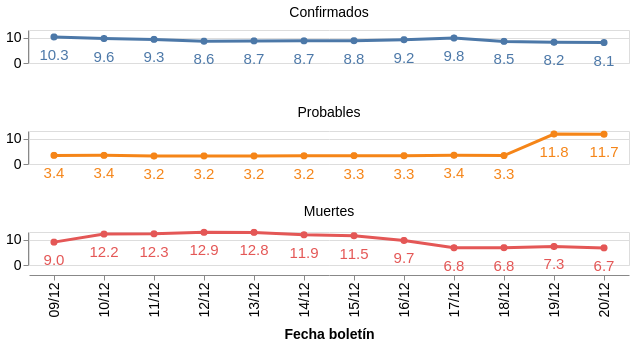 Confirmados
10
0
10.3 9.6 9.3 8.6 8.7 8.7 8.8 9.2 9.8 8.5 8.2 8.1
Probables
10
0
3.4 3.4 3.2 3.2 3.2 3.2 3.3 3.3 3.4 3.3 11.8 11.7
Muertes
10
0
9.0 12.2 12.3 12.9 12.8 11.9 11.5 9.7 6.8 6.8 7.3 6.7
09/12 10/12 11/12 12/12 13/12 14/12 15/12 16/12 17/12 18/12 19/12 20/12
Fecha boletín